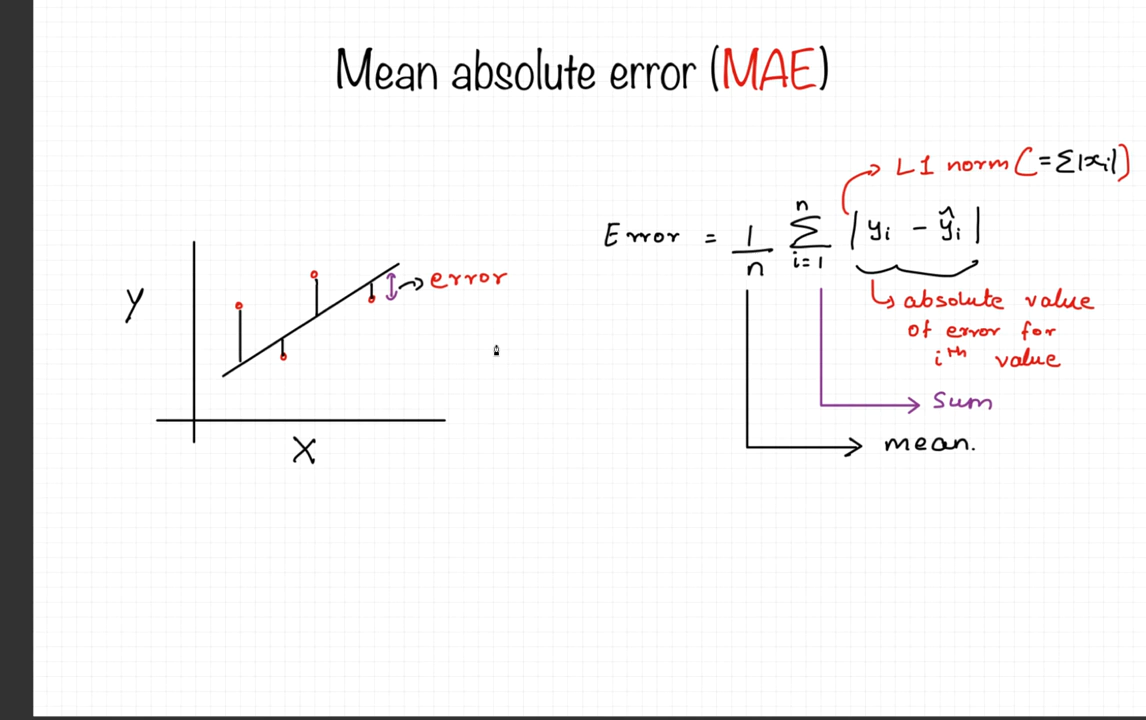 Mean absolute error (MAE)
L1 norm (= Σ|xi|)
Error = 1/n Σ i=1 n |yi - ŷi|
Y
error
absolute value
of error for
ith value
Sum
mean.
X